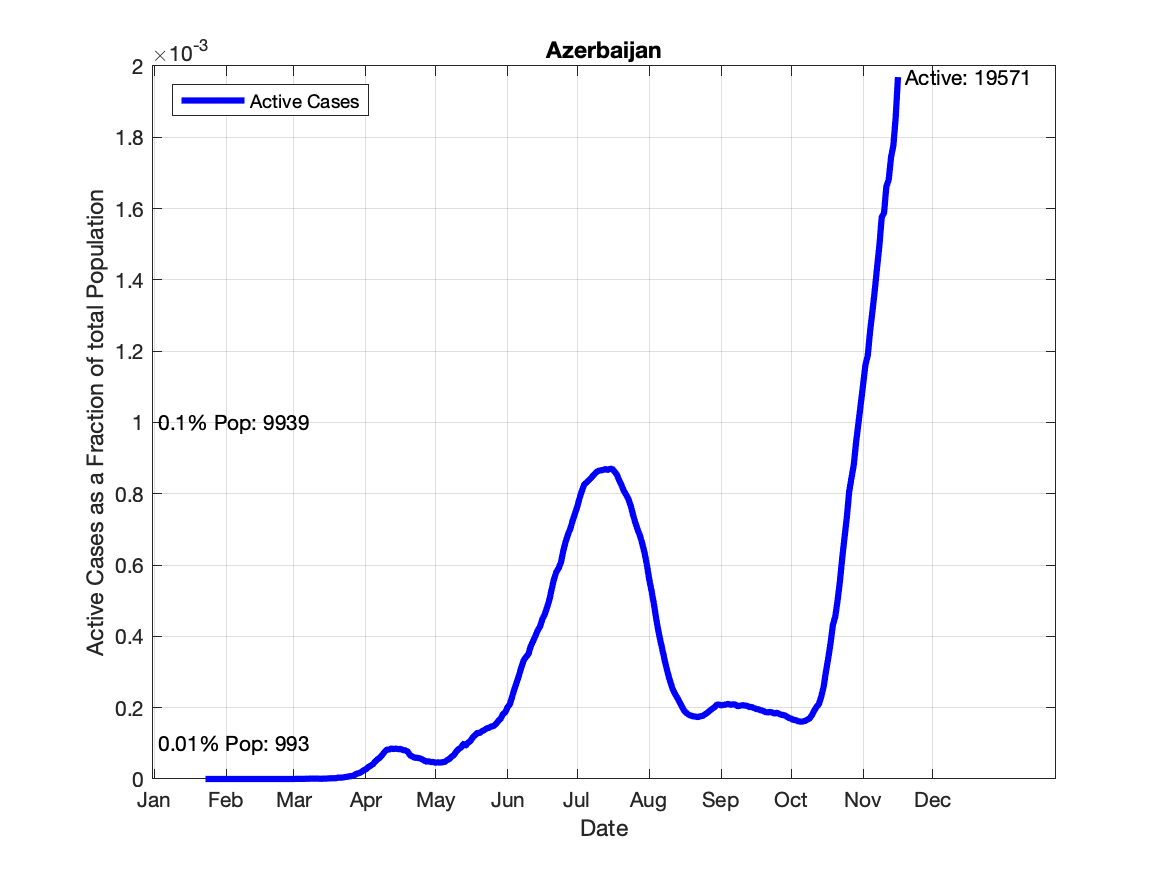 Azerbaijan
×10-3
2
1.8
1.6
1.4
1.2
1
0.8
0.6
0.4
0.2
0
Active Cases as a Fraction of total Population
Active Cases
Active: 19571
0.1% Pop: 9939
0.01% Pop: 993
Jan Feb Mar Apr May Jun Jul Aug Sep Oct Nov Dec
Date